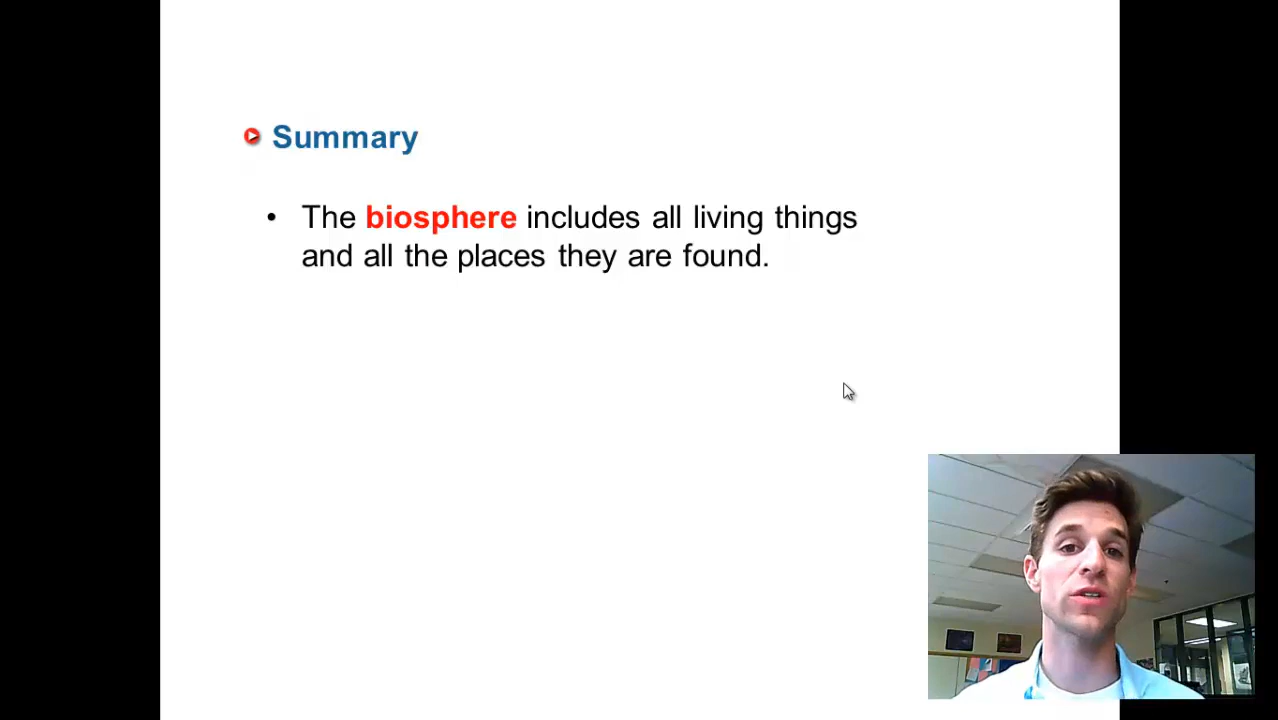 Summary
• The biosphere includes all living things
and all the places they are found.